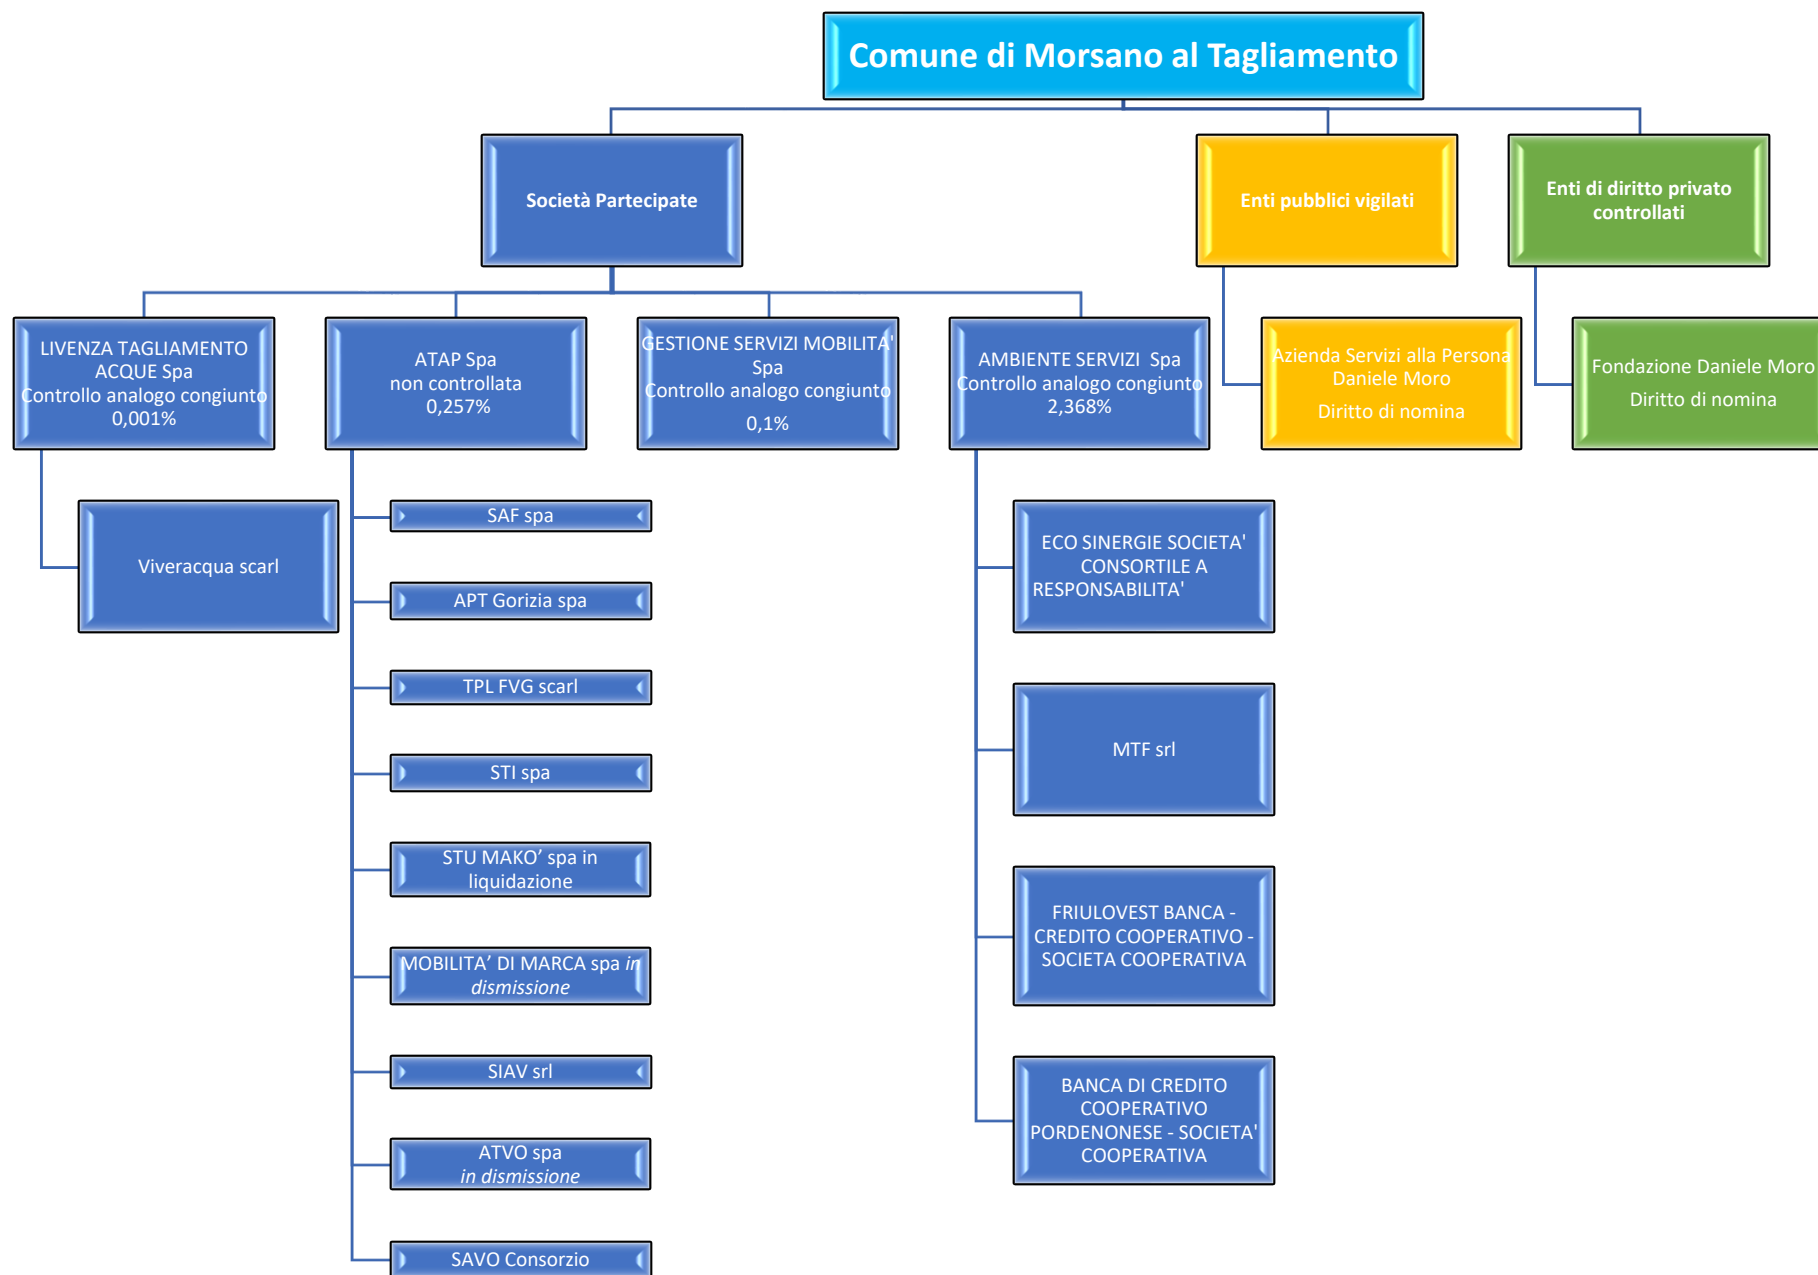 Comune di Morsano al Tagliamento
Società Partecipate
Enti pubblici vigilati
Enti di diritto privato
controllati
LIVENZA TAGLIAMENTO
ACQUE Spa
Controllo analogo congiunto
0,001%
ATAP Spa
non controllata
0,257%
GESTIONE SERVIZI MOBILITA'
Spa
Controllo analogo congiunto
0,1%
AMBIENTE SERVIZI Spa
Controllo analogo congiunto
2,368%
Azienda Servizi alla Persona
Daniele Moro
Diritto di nomina
Fondazione Daniele Moro
Diritto di nomina
Viveracqua scarl
SAF spa
APT Gorizia spa
TPL FVG scarl
STI spa
STU MAKO’ spa in
liquidazione
MOBILITA’ DI MARCA spa in
dismissione
SIAV srl
ATVO spa
in dismissione
SAVO Consorzio
ECO SINERGIE SOCIETA'
CONSORTILE A
RESPONSABILITA'
MTF srl
FRIULOVEST BANCA -
CREDITO COOPERATIVO -
SOCIETA COOPERATIVA
BANCA DI CREDITO
COOPERATIVO
PORDENONESE - SOCIETA'
COOPERATIVA